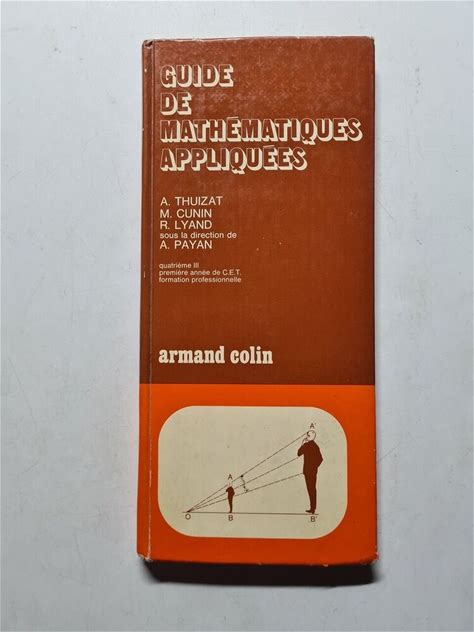 GUIDE
DE
MATHÉMATIQUES
APPLIQUÉES
A. THUIZAT
M. CUNIN
R. LYAND
sous la direction de
A. PAYAN
quatrième III
première année de C.E.T.
formation professionnelle
armand colin
A'
A
O
B
B'